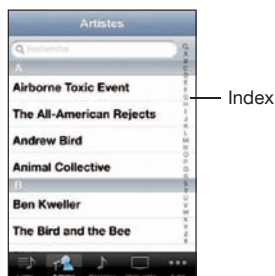 Artistes
Recherche
A
Airborne Toxic Event
The All-American Rejects
Andrew Bird
Animal Collective
B
Ben Kweller
The Bird and the Bee
Index